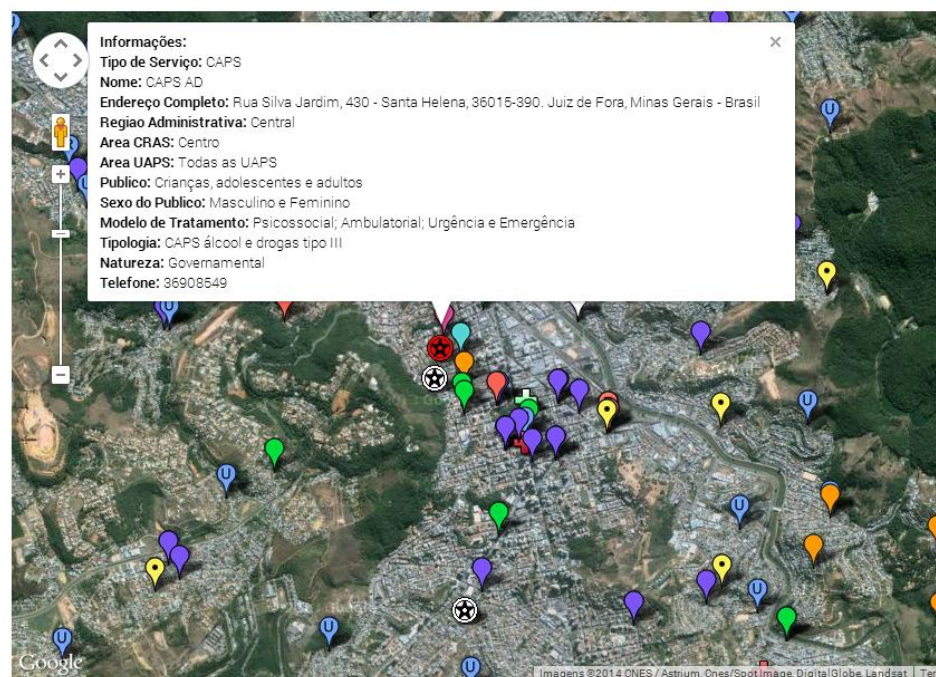 Informações:
Tipo de Serviço: CAPS
Nome: CAPS AD
Endereço Completo: Rua Silva Jardim, 430 - Santa Helena, 36015-390. Juiz de Fora, Minas Gerais - Brasil
Regiao Administrativa: Central
Area CRAS: Centro
Area UAPS: Todas as UAPS
Publico: Crianças, adolescentes e adultos
Sexo do Publico: Masculino e Feminino
Modelo de Tratamento: Psicossocial; Ambulatorial; Urgência e Emergência
Tipologia: CAPS álcool e drogas tipo III
Natureza: Governamental
Telefone: 36908549
Google
Imagens ©2014 CNES / Astrium, Cnes/Spot Image, DigitalGlobe, Landsat